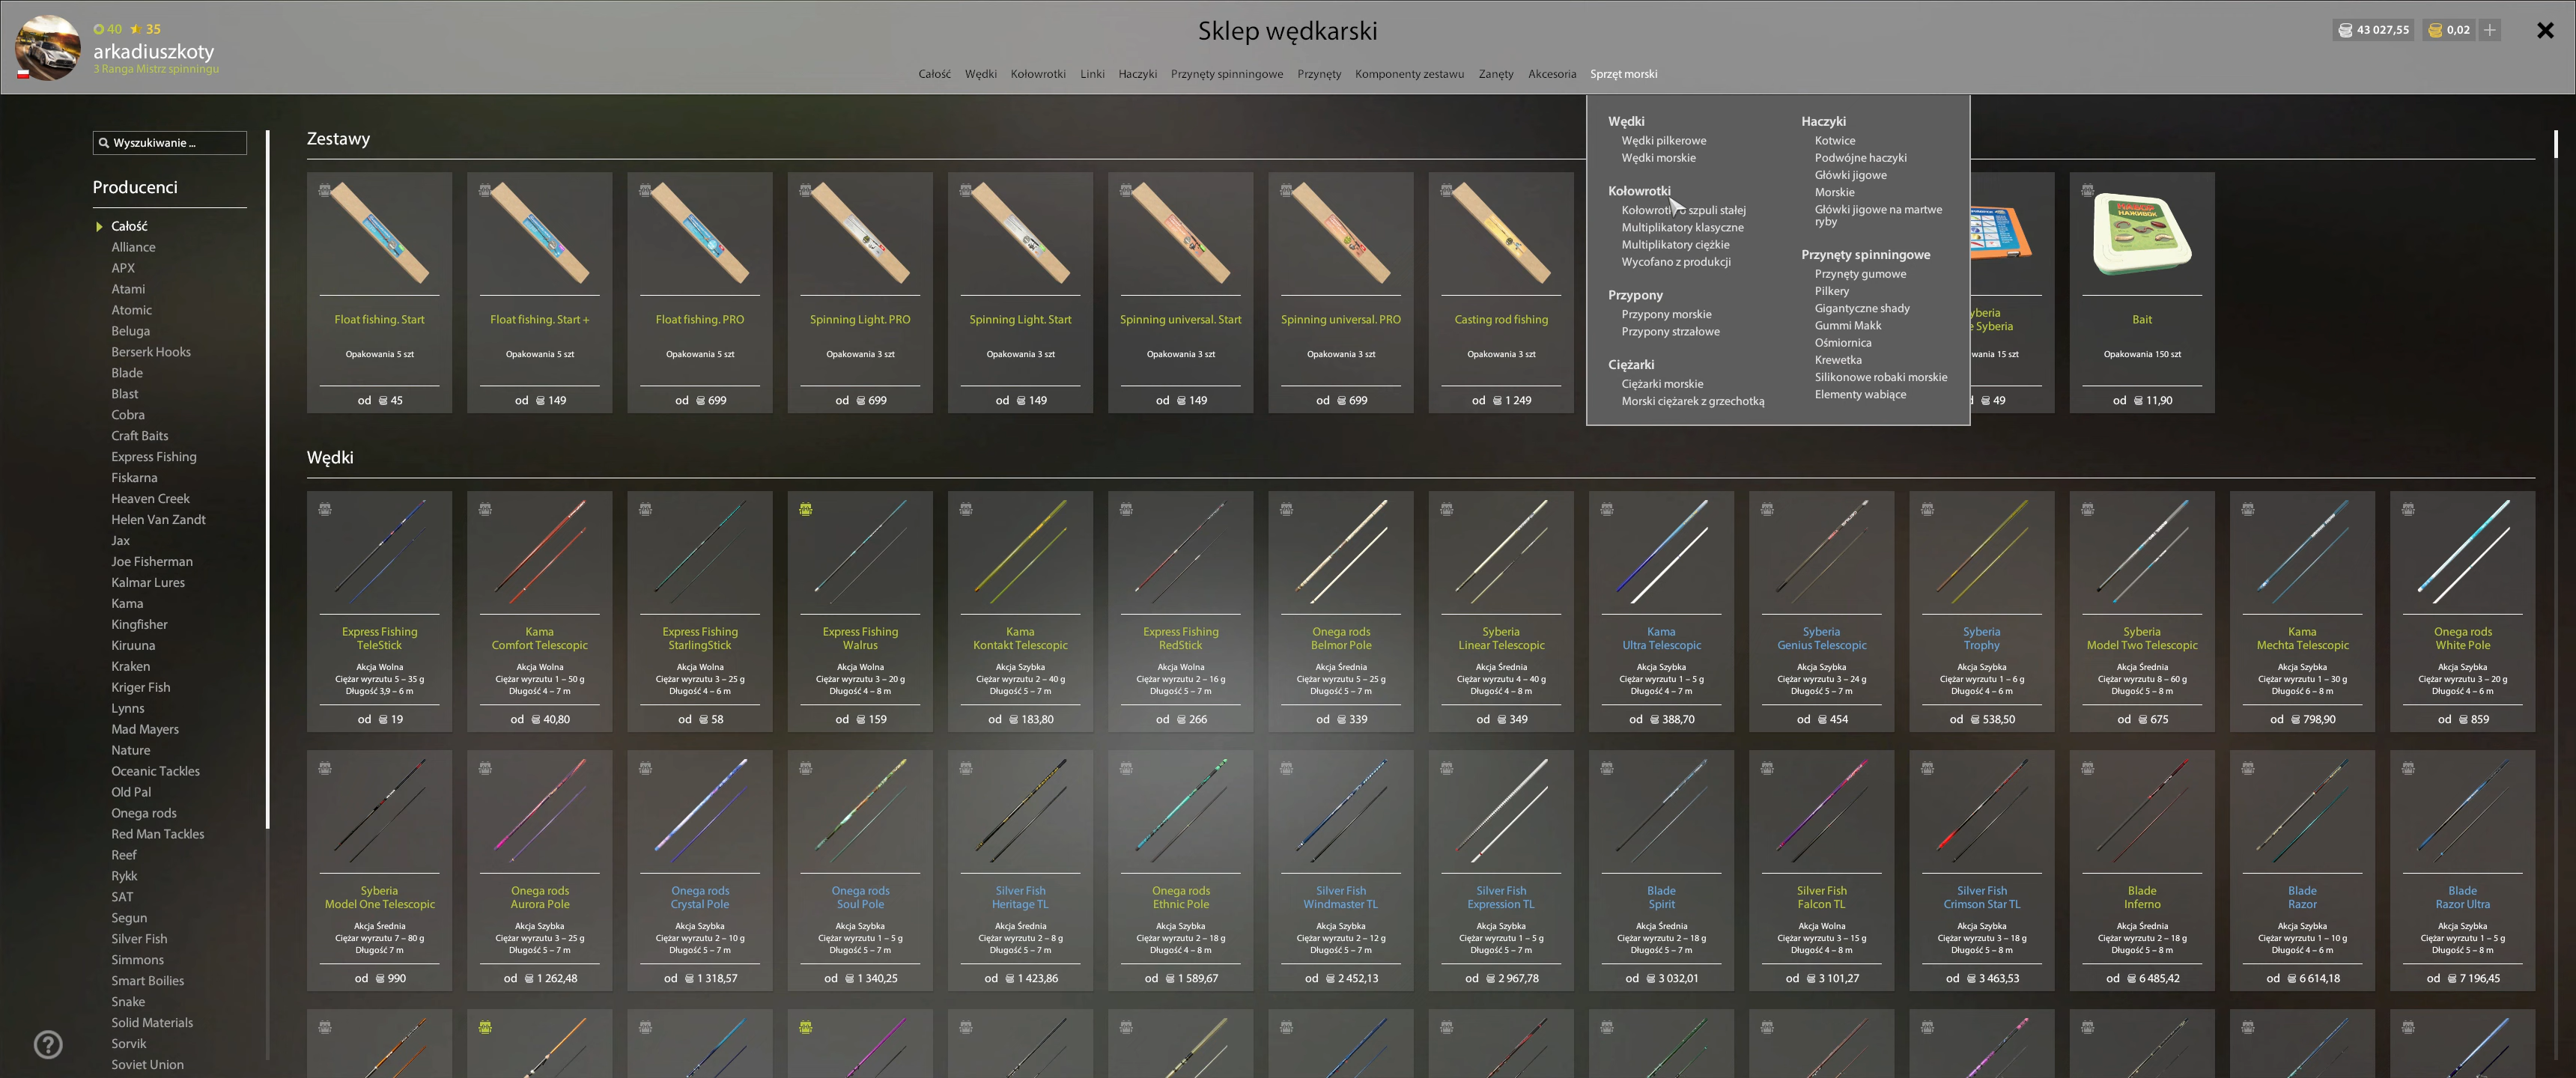 40 35
arkadiuszkoty
3 Ranga Mistrz spinningu
Sklep wędkarski
43 027,55 0,02 +
Całość Wędki Kołowrotki Linki Haczyki Przynęty spinningowe Przynęty Komponenty zestawu Zanęty Akcesoria Sprzęt morski
Wędki
Wędki pilkerowe
Wędki morskie
Kołowrotki
szpuli stałej
Multiplikatory klasyczne
Multiplikatory ciężkie
Wycofano z produkcji
Przypony
Przypony morskie
Przypony strzałowe
Ciężarki
Ciężarki morskie
Morski ciężarek z grzechotką
Haczyki
Kotwice
Podwójne haczyki
Główki jigowe
Morskie
Główki jigowe na martwe
ryby
Przynęty spinningowe
Przynęty gumowe
Pilkery
Gigantyczne shady
Gummi Makk
Ośmiornica
Krewetka
Silikonowe robaki morskie
Elementy wabiące
Wyszukiwanie ...
Producenci
Całość
Alliance
APX
Atami
Atomic
Beluga
Berserk Hooks
Blade
Blast
Cobra
Craft Baits
Express Fishing
Fiskarna
Heaven Creek
Helen Van Zandt
Jax
Joe Fisherman
Kalmar Lures
Kama
Kingfisher
Kiruuna
Kraken
Kriger Fish
Lynns
Mad Mayers
Nature
Oceanic Tackles
Old Pal
Onega rods
Red Man Tackles
Reef
Rykk
SAT
Segun
Silver Fish
Simmons
Smart Boilies
Snake
Solid Materials
Sorvik
Soviet Union
?
Zestawy
Float fishing. Start Float fishing. Start + Float fishing. PRO Spinning Light. PRO Spinning Light. Start Spinning universal. Start Spinning universal. PRO Casting rod fishing Syberia Bait
Opakowania 5 szt Opakowania 5 szt Opakowania 5 szt Opakowania 3 szt Opakowania 3 szt Opakowania 3 szt Opakowania 3 szt Opakowania 3 szt 15 szt Opakowania 150 szt
od 45 od 149 od 699 od 699 od 149 od 149 od 699 od 1 249 49 od 11,90
Wędki
Express Fishing Kama Express Fishing Express Fishing Kama Express Fishing Onega rods Syberia Kama Syberia Syberia Syberia Kama Onega rods
TeleStick Comfort Telescopic StarlingStick Walrus Kontakt Telescopic RedStick Belmor Pole Linear Telescopic Ultra Telescopic Genius Telescopic Trophy Model Two Telescopic Mechta Telescopic White Pole
Akcja Wolna Akcja Wolna Akcja Wolna Akcja Wolna Akcja Szybka Akcja Wolna Akcja Średnia Akcja Średnia Akcja Szybka Akcja Szybka Akcja Szybka Akcja Średnia Akcja Szybka Akcja Szybka
Ciężar wyrzutu 5 – 35 g Ciężar wyrzutu 1 – 50 g Ciężar wyrzutu 3 – 25 g Ciężar wyrzutu 3 – 20 g Ciężar wyrzutu 2 – 40 g Ciężar wyrzutu 2 – 16 g Ciężar wyrzutu 5 – 25 g Ciężar wyrzutu 4 – 40 g Ciężar wyrzutu 1 – 5 g Ciężar wyrzutu 3 – 24 g Ciężar wyrzutu 1 – 6 g Ciężar wyrzutu 8 – 60 g Ciężar wyrzutu 1 – 30 g Ciężar wyrzutu 3 – 20 g
Długość 3,9 – 6 m Długość 4 – 7 m Długość 4 – 6 m Długość 4 – 8 m Długość 5 – 7 m Długość 5 – 7 m Długość 5 – 7 m Długość 4 – 8 m Długość 4 – 7 m Długość 5 – 7 m Długość 4 – 6 m Długość 5 – 8 m Długość 6 – 8 m Długość 4 – 6 m
od 19 od 40,80 od 58 od 159 od 183,80 od 266 od 339 od 349 od 388,70 od 454 od 538,50 od 675 od 798,90 od 859
Syberia Onega rods Onega rods Onega rods Silver Fish Onega rods Silver Fish Silver Fish Blade Silver Fish Silver Fish Blade Blade Blade
Model One Telescopic Aurora Pole Crystal Pole Soul Pole Heritage TL Ethnic Pole Windmaster TL Expression TL Spirit Falcon TL Crimson Star TL Inferno Razor Razor Ultra
Akcja Średnia Akcja Szybka Akcja Szybka Akcja Szybka Akcja Średnia Akcja Szybka Akcja Szybka Akcja Szybka Akcja Średnia Akcja Wolna Akcja Szybka Akcja Średnia Akcja Szybka Akcja Szybka
Ciężar wyrzutu 7 – 80 g Ciężar wyrzutu 3 – 25 g Ciężar wyrzutu 2 – 10 g Ciężar wyrzutu 1 – 5 g Ciężar wyrzutu 2 – 8 g Ciężar wyrzutu 2 – 18 g Ciężar wyrzutu 2 – 12 g Ciężar wyrzutu 1 – 5 g Ciężar wyrzutu 2 – 18 g Ciężar wyrzutu 3 – 15 g Ciężar wyrzutu 3 – 18 g Ciężar wyrzutu 2 – 18 g Ciężar wyrzutu 1 – 10 g Ciężar wyrzutu 1 – 5 g
Długość 7 m Długość 5 – 7 m Długość 5 – 7 m Długość 5 – 7 m Długość 5 – 7 m Długość 4 – 8 m Długość 5 – 7 m Długość 5 – 7 m Długość 5 – 7 m Długość 4 – 8 m Długość 5 – 8 m Długość 5 – 8 m Długość 4 – 6 m Długość 5 – 8 m
od 990 od 1 262,48 od 1 318,57 od 1 340,25 od 1 423,86 od 1 589,67 od 2 452,13 od 2 967,78 od 3 032,01 od 3 101,27 od 3 463,53 od 6 485,42 od 6 614,18 od 7 196,45